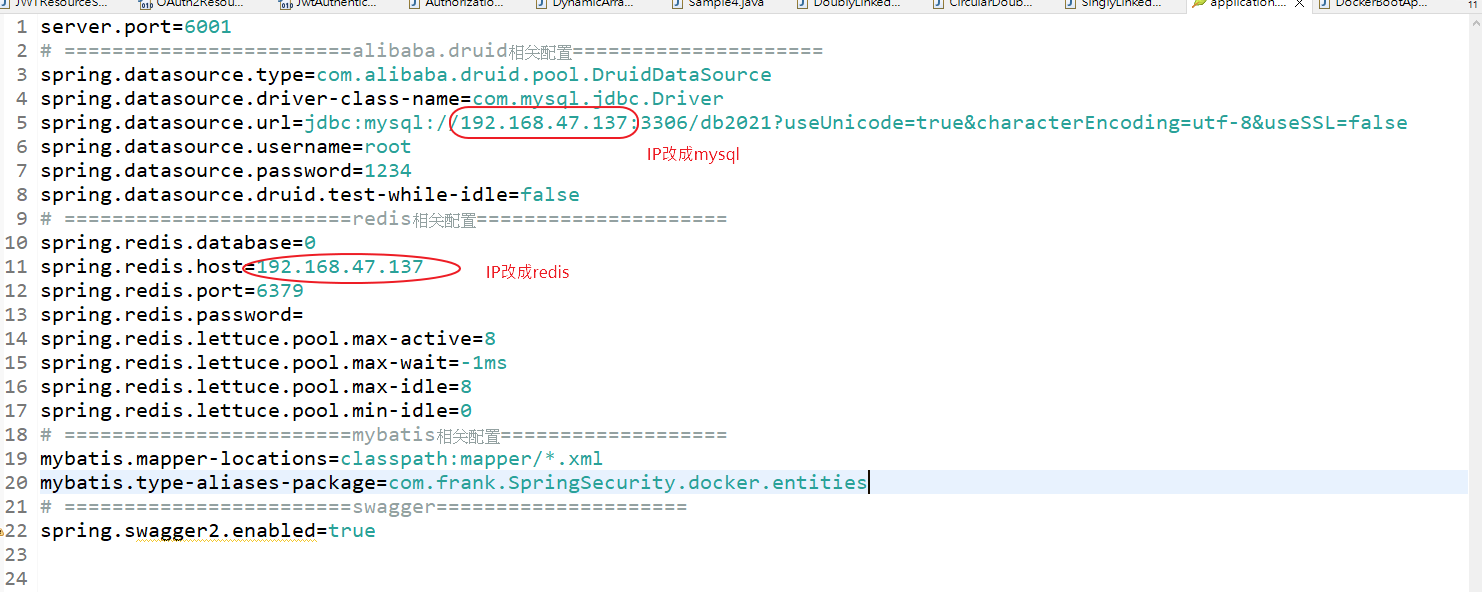 JWTResourceS... OAuth2Resou... JwtAuthentic... Authorizatio... DynamicArra... Sample4.java DoublyLinked... CircularDoub... SinglyLinked... application.... DockerBootAp... 11
1 server.port=6001
2 # ========================alibaba.druid相关配置=====================
3 spring.datasource.type=com.alibaba.druid.pool.DruidDataSource
4 spring.datasource.driver-class-name=com.mysql.jdbc.Driver
5 spring.datasource.url=jdbc:mysql://192.168.47.137:3306/db2021?useUnicode=true&characterEncoding=utf-8&useSSL=false
6 spring.datasource.username=root
IP改成mysql
7 spring.datasource.password=1234
8 spring.datasource.druid.test-while-idle=false
9 # ========================redis相关配置=====================
10 spring.redis.database=0
11 spring.redis.host=192.168.47.137
IP改成redis
12 spring.redis.port=6379
13 spring.redis.password=
14 spring.redis.lettuce.pool.max-active=8
15 spring.redis.lettuce.pool.max-wait=-1ms
16 spring.redis.lettuce.pool.max-idle=8
17 spring.redis.lettuce.pool.min-idle=0
18 # ========================mybatis相关配置===================
19 mybatis.mapper-locations=classpath:mapper/*.xml
20 mybatis.type-aliases-package=com.frank.SpringSecurity.docker.entities
21 # ========================swagger=====================
22 spring.swagger2.enabled=true
23
24